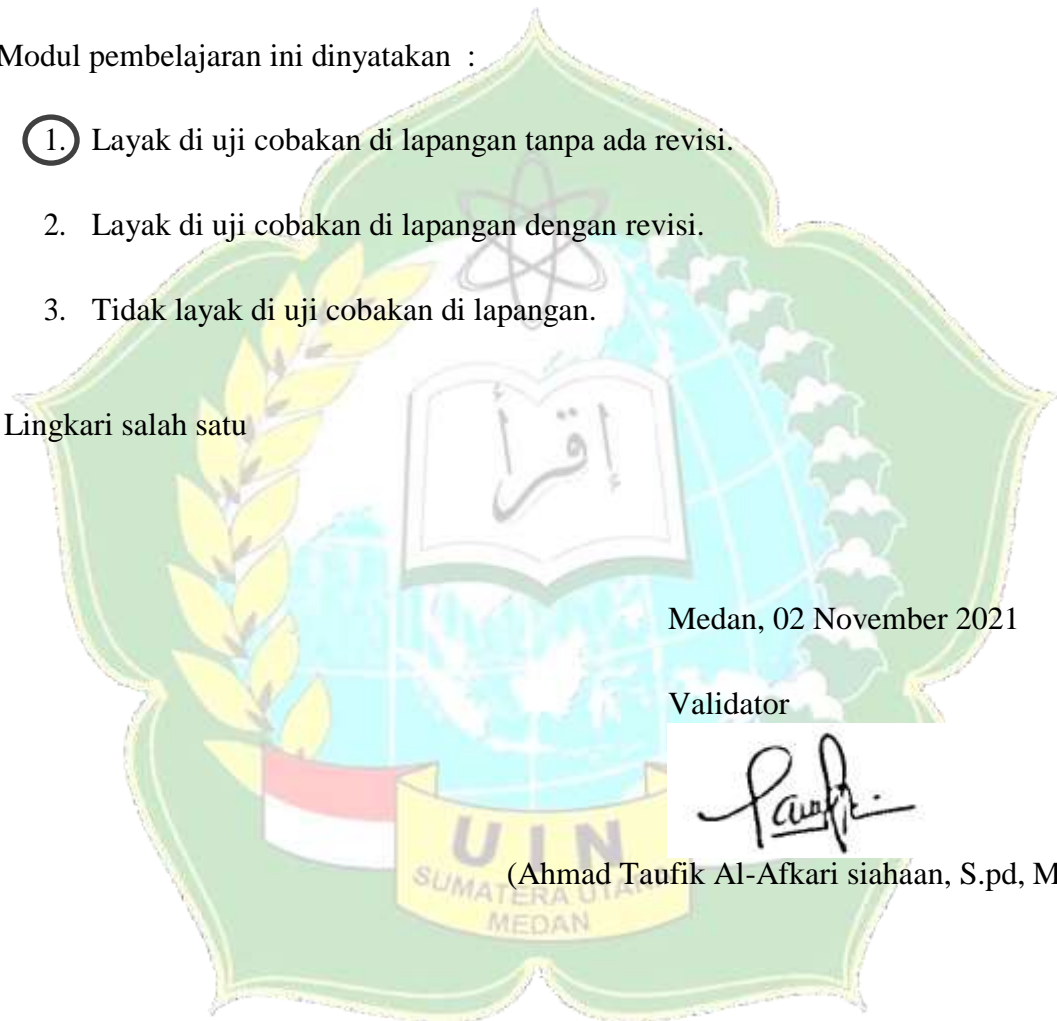 Modul pembelajaran ini dinyatakan :
1. Layak di uji cobakan di lapangan tanpa ada revisi.
2. Layak di uji cobakan di lapangan dengan revisi.
3. Tidak layak di uji cobakan di lapangan.
Lingkari salah satu
إقرأ
Medan, 02 November 2021
Validator
(Ahmad Taufik Al-Afkari siahaan, S.pd, M
UIN
SUMATERA UTARA
MEDAN